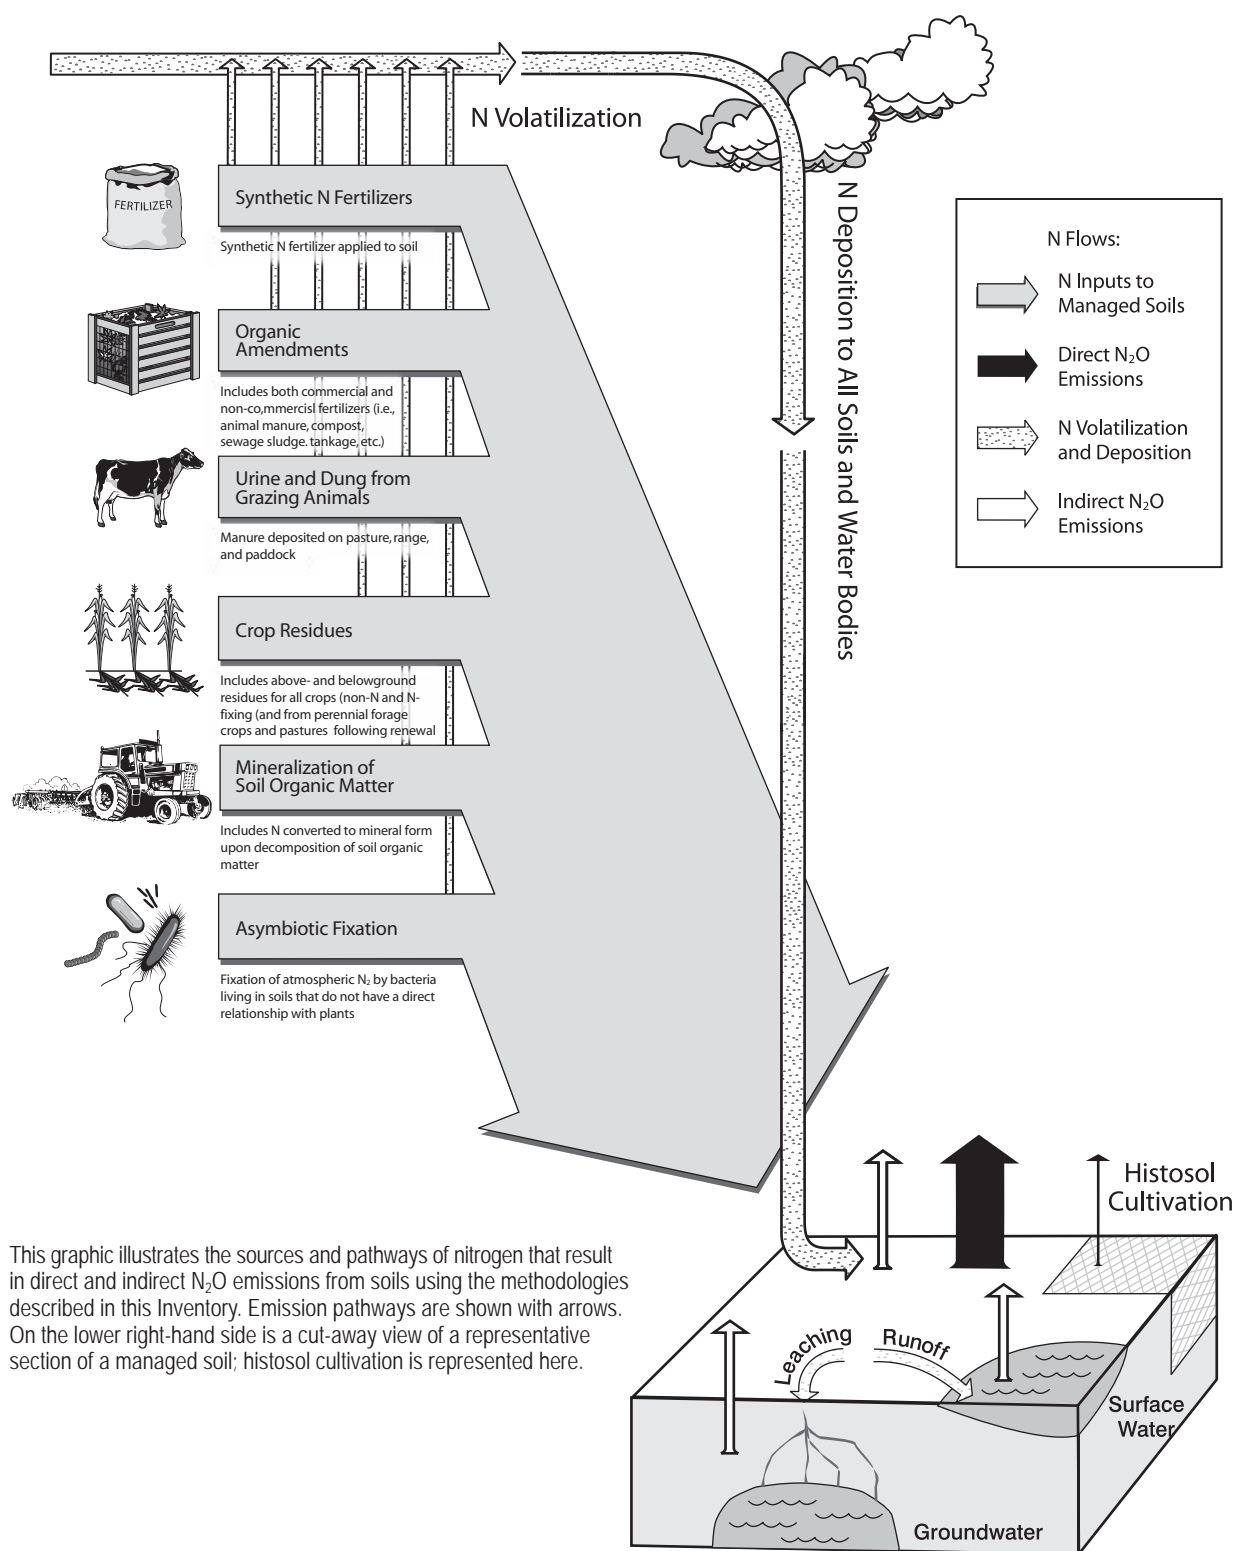 N Volatilization
FERTILIZER
Synthetic N Fertilizers
Synthetic N fertilizer applied to soil
Organic
Amendments
Includes both commercial and
non-co,mmercisl fertilizers (i.e.,
animal manure, compost,
sewage sludge. tankage, etc.)
Urine and Dung from
Grazing Animals
Manure deposited on pasture, range,
and paddock
Crop Residues
Includes above- and belowground
residues for all crops (non-N and N-
fixing (and from perennial forage
crops and pastures following renewal
Mineralization of
Soil Organic Matter
Includes N converted to mineral form
upon decomposition of soil organic
matter
Asymbiotic Fixation
Fixation of atmospheric N₂ by bacteria
living in soils that do not have a direct
relationship with plants
N Deposition to All Soils and Water Bodies
N Flows:
N Inputs to
Managed Soils
Direct N₂O
Emissions
N Volatilization
and Deposition
Indirect N₂O
Emissions
This graphic illustrates the sources and pathways of nitrogen that result
in direct and indirect N₂O emissions from soils using the methodologies
described in this Inventory. Emission pathways are shown with arrows.
On the lower right-hand side is a cut-away view of a representative
section of a managed soil; histosol cultivation is represented here.
Histosol
Cultivation
Leaching
Runoff
Surface
Water
Groundwater